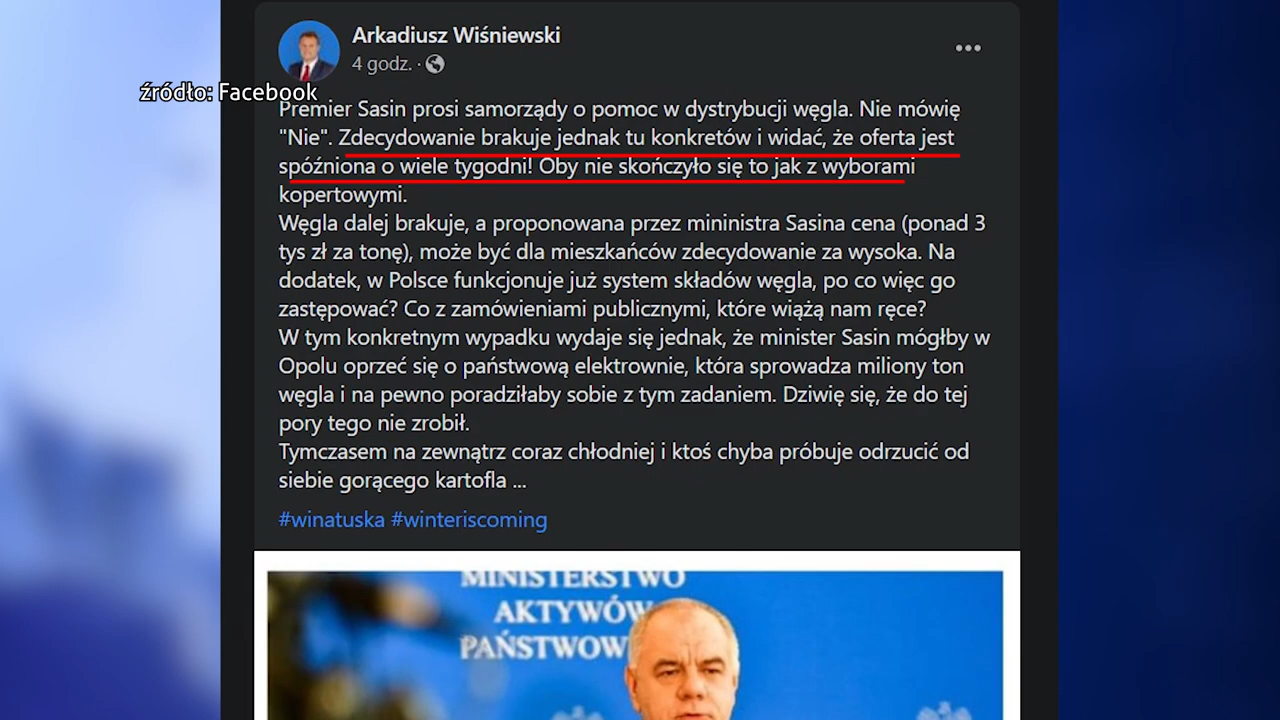 Arkadiusz Wiśniewski
4 godz. ·
źródło: Facebook
Premier Sasin prosi samorządy o pomoc w dystrybucji węgla. Nie mówię
"Nie". Zdecydowanie brakuje jednak tu konkretów i widać, że oferta jest
spóźniona o wiele tygodni! Oby nie skończyło się to jak z wyborami
kopertowymi.
Węgla dalej brakuje, a proponowana przez mininistra Sasina cena (ponad 3
tys zł za tonę), może być dla mieszkańców zdecydowanie za wysoka. Na
dodatek, w Polsce funkcjonuje już system składów węgla, po co więc go
zastępować? Co z zamówieniami publicznymi, które wiążą nam ręce?
W tym konkretnym wypadku wydaje się jednak, że minister Sasin mógłby w
Opolu oprzeć się o państwową elektrownie, która sprowadza miliony ton
węgla i na pewno poradziłaby sobie z tym zadaniem. Dziwię się, że do tej
pory tego nie zrobił.
Tymczasem na zewnątrz coraz chłodniej i ktoś chyba próbuje odrzucić od
siebie gorącego kartofla ...
#winatuska #winteriscoming
MINISTERSTWO
AKTYWÓW
PAŃSTWOW